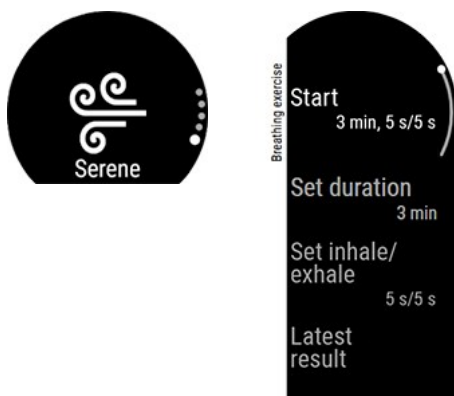 Serene
Breathing exercise
Start
3 min, 5 s/5 s
Set duration
3 min
Set inhale/
exhale
5 s/5 s
Latest
result